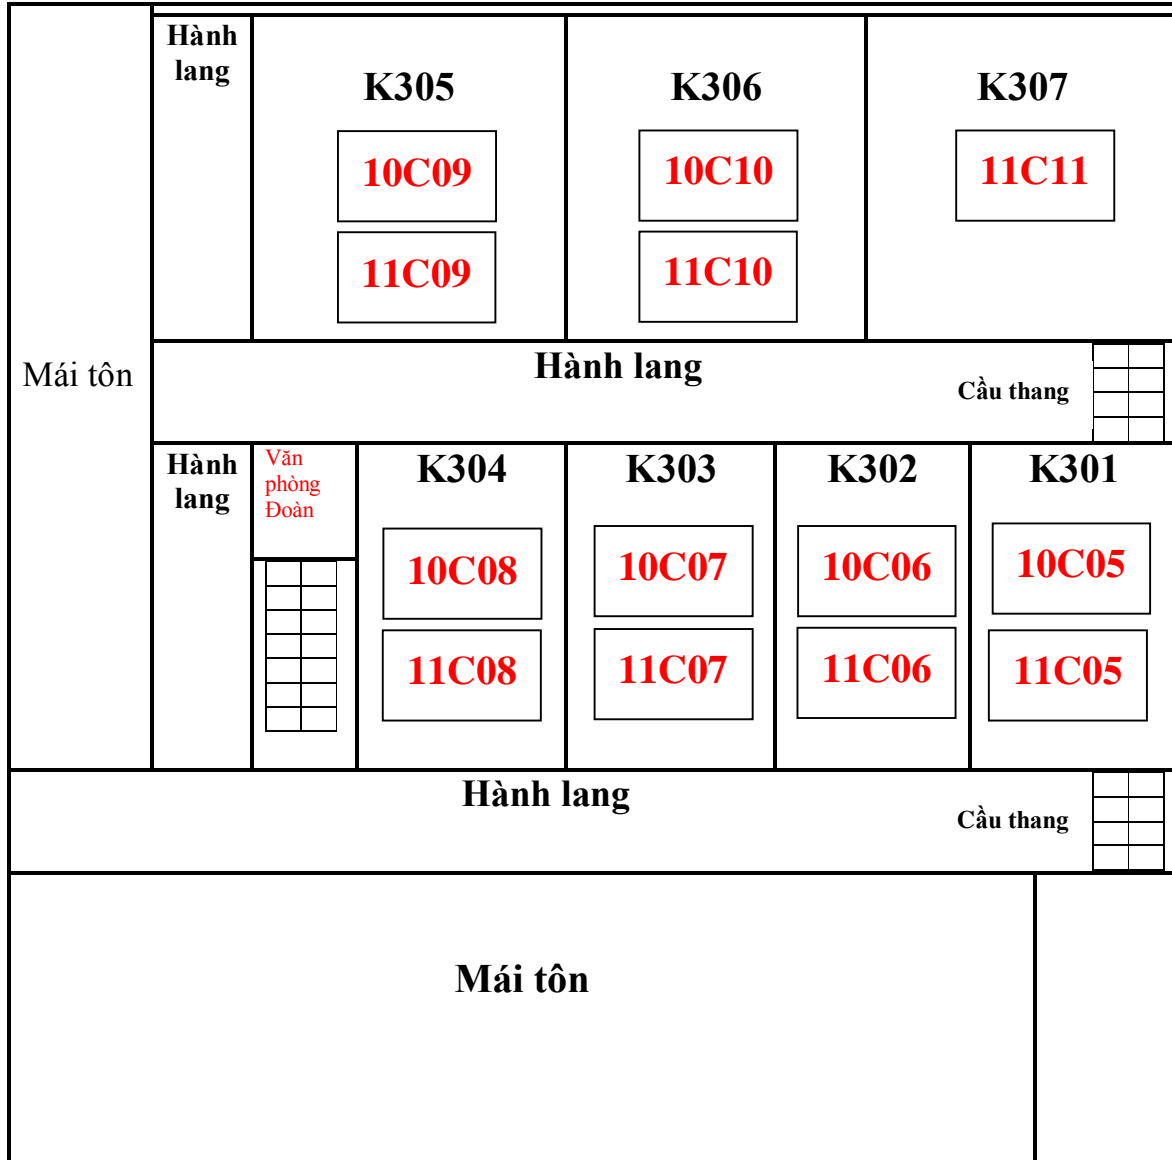 Hành
lang
K305
K306
K307
10C09
10C10
11C11
11C09
11C10
Mái tôn
Hành lang
Cầu thang
Hành
lang
Văn
phòng
Đoàn
K304
K303
K302
K301
10C08
10C07
10C06
10C05
11C08
11C07
11C06
11C05
Hành lang
Cầu thang
Mái tôn